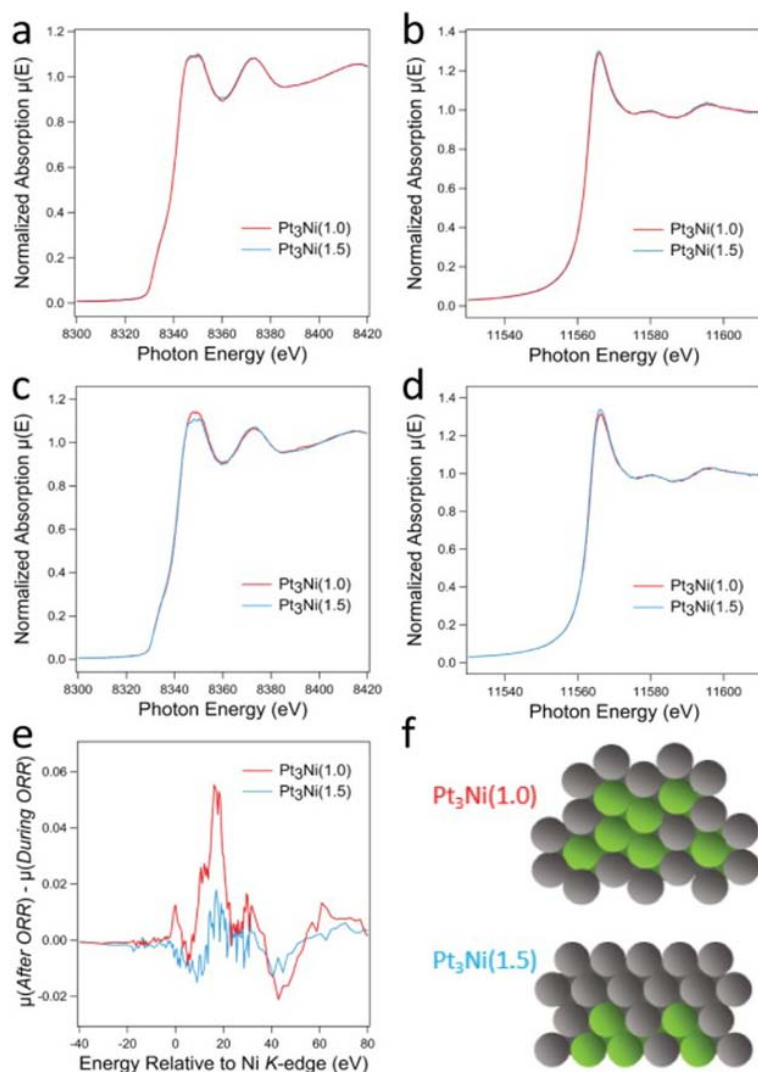 a
1.2
1.0
0.8
0.6
0.4
0.2
0.0
Normalized Absorption μ(E)
Pt3Ni(1.0)
Pt3Ni(1.5)
8300 8320 8340 8360 8380 8400 8420
Photon Energy (eV)
b
1.4
1.2
1.0
0.8
0.6
0.4
0.2
0.0
Normalized Absorption μ(E)
Pt3Ni(1.0)
Pt3Ni(1.5)
11540 11560 11580 11600
Photon Energy (eV)
c
1.2
1.0
0.8
0.6
0.4
0.2
0.0
Normalized Absorption μ(E)
Pt3Ni(1.0)
Pt3Ni(1.5)
8300 8320 8340 8360 8380 8400 8420
Photon Energy (eV)
d
1.4
1.2
1.0
0.8
0.6
0.4
0.2
0.0
Normalized Absorption μ(E)
Pt3Ni(1.0)
Pt3Ni(1.5)
11540 11560 11580 11600
Photon Energy (eV)
e
0.06
0.04
0.02
0.00
-0.02
μ(After ORR) - μ(During ORR)
Pt3Ni(1.0)
Pt3Ni(1.5)
-40 -20 0 20 40 60 80
Energy Relative to Ni K-edge (eV)
f
Pt3Ni(1.0)
Pt3Ni(1.5)